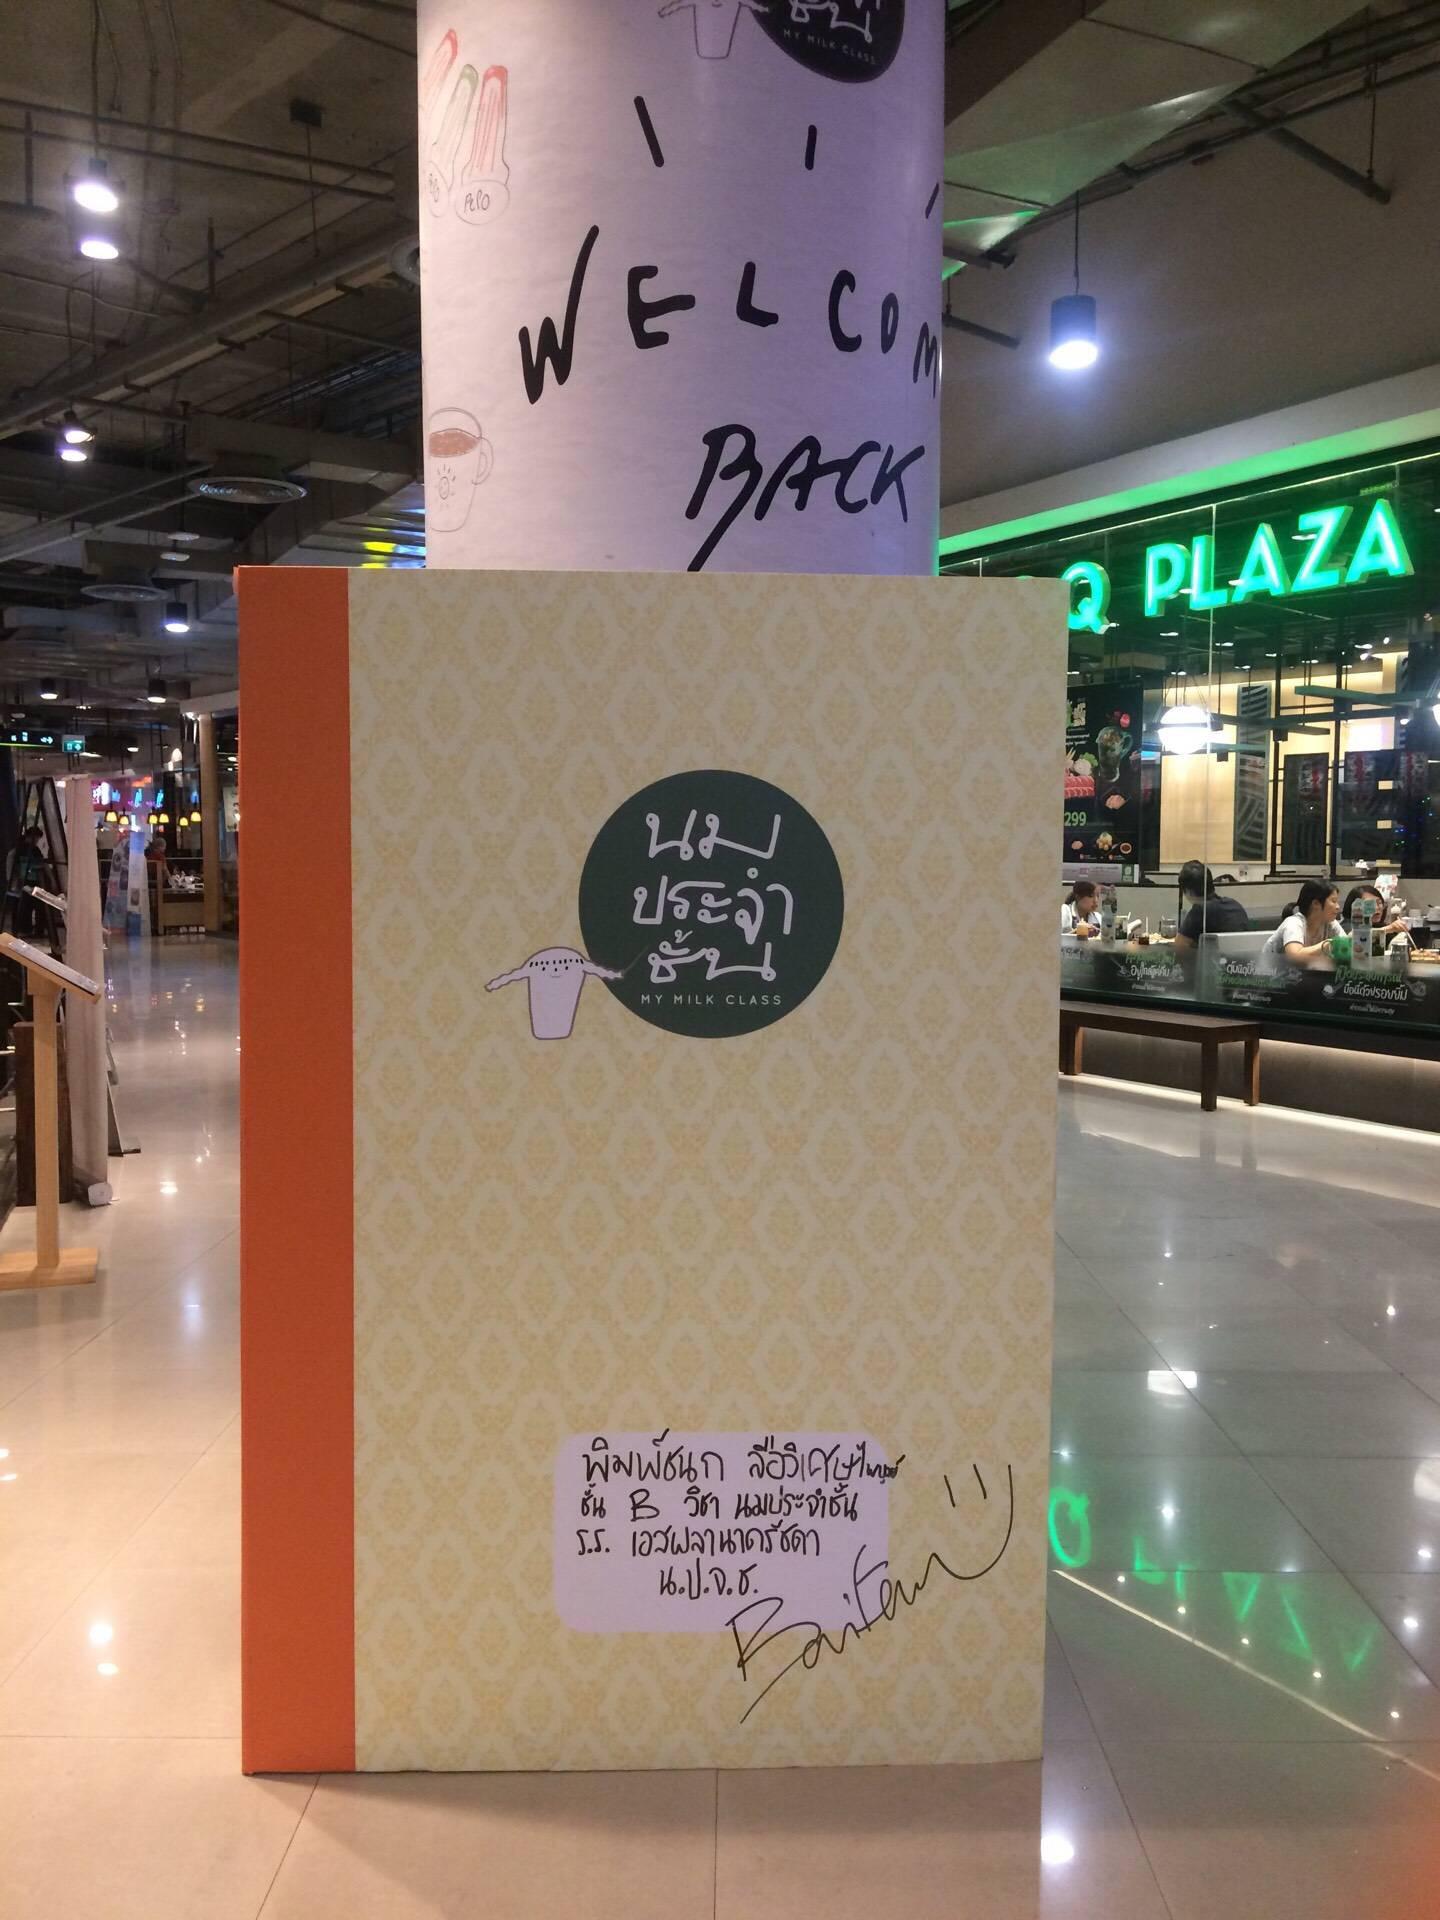 MY MILK CLASS
PePO
WELCOM
BACK
Q PLAZA
299
นม
ประจำ
ชั้น
MY MILK CLASS
พิมพ์ชนก ลือวิเศษไพบูลย์
ชั้น B วิชา นมประจำชั้น
ร.ร. เอสพลานาดรัชดา
น.ป.จ.ช.
Baifern